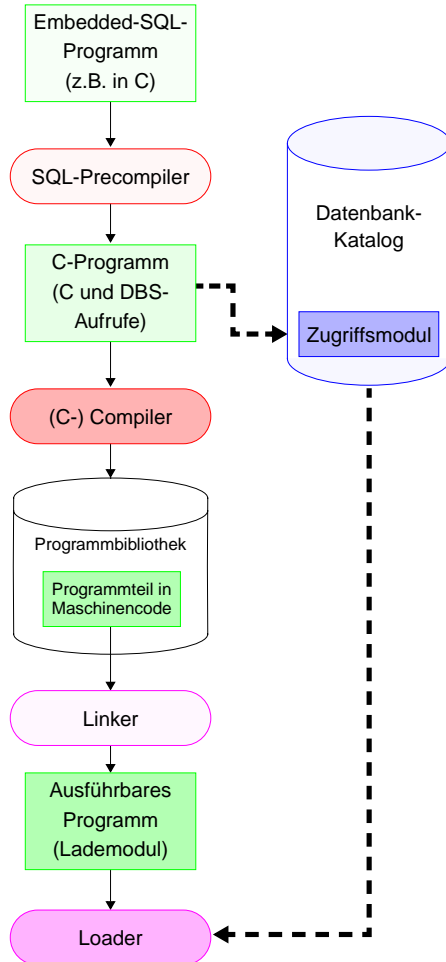 Embedded-SQL-
Programm
(z.B. in C)
SQL-Precompiler
Datenbank-
Katalog
C-Programm
(C und DBS-
Aufrufe)
Zugriffsmodul
(C-) Compiler
Programmbibliothek
Programmteil in
Maschinencode
Linker
Ausführbares
Programm
(Lademodul)
Loader